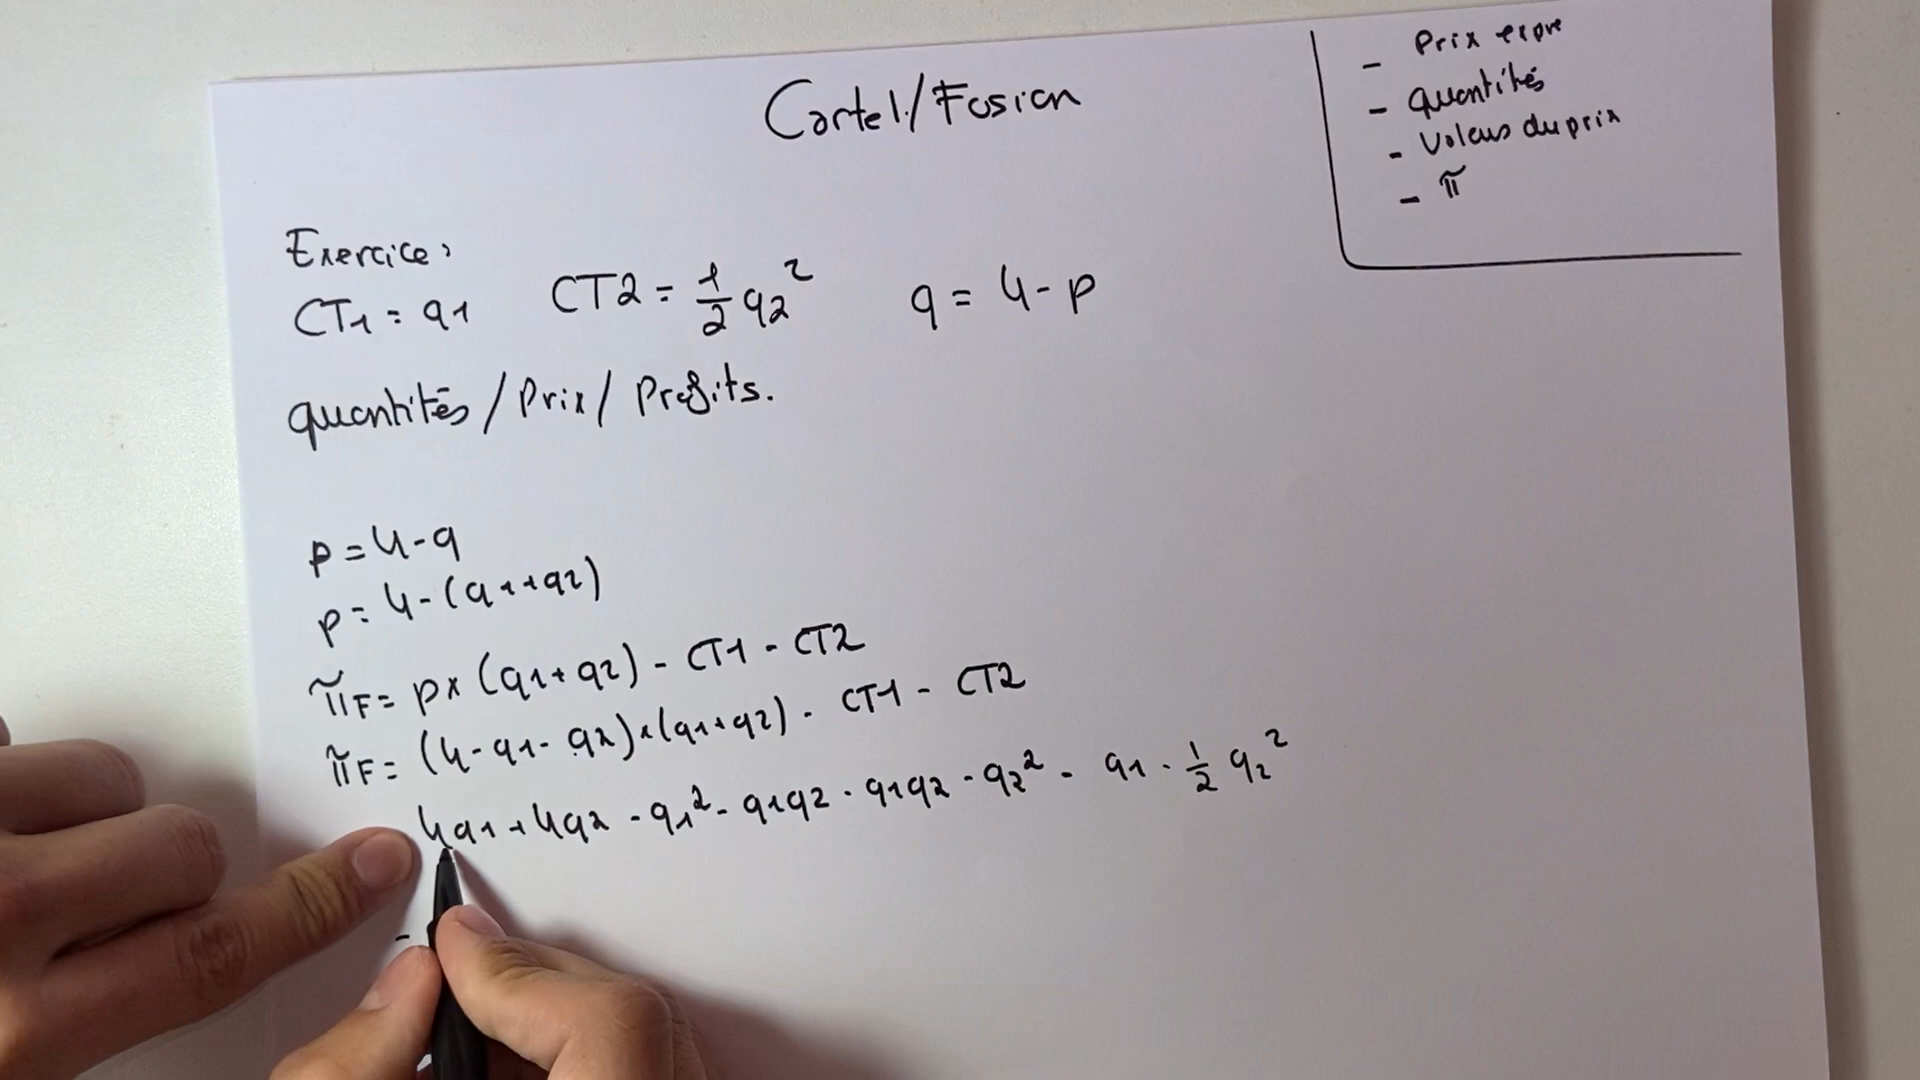 Cartel/Fusion
- Prix expre
- quantités
- Valeurs du prix
- π
Exercice:
CT1 = q1 CT2 = 1/2 q2² q = 4-p
quantités / Prix / Profits.
p = 4-q
p = 4-(q1+q2)
πF = p×(q1+q2) - CT1 - CT2
πF = (4-q1-q2)×(q1+q2) - CT1 - CT2
4q1+4q2-q1²-q1q2-q1q2-q2²-q1-1/2 q2²
-